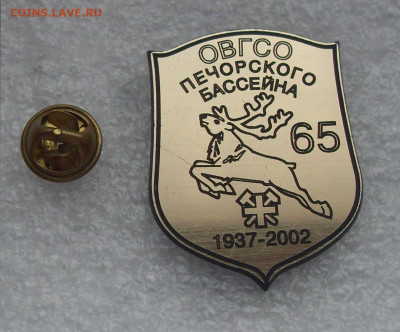 COINS.LAVE.RU
ОВГСО
ПЕЧОРСКОГО
БАССЕЙНА
65
1937-2002